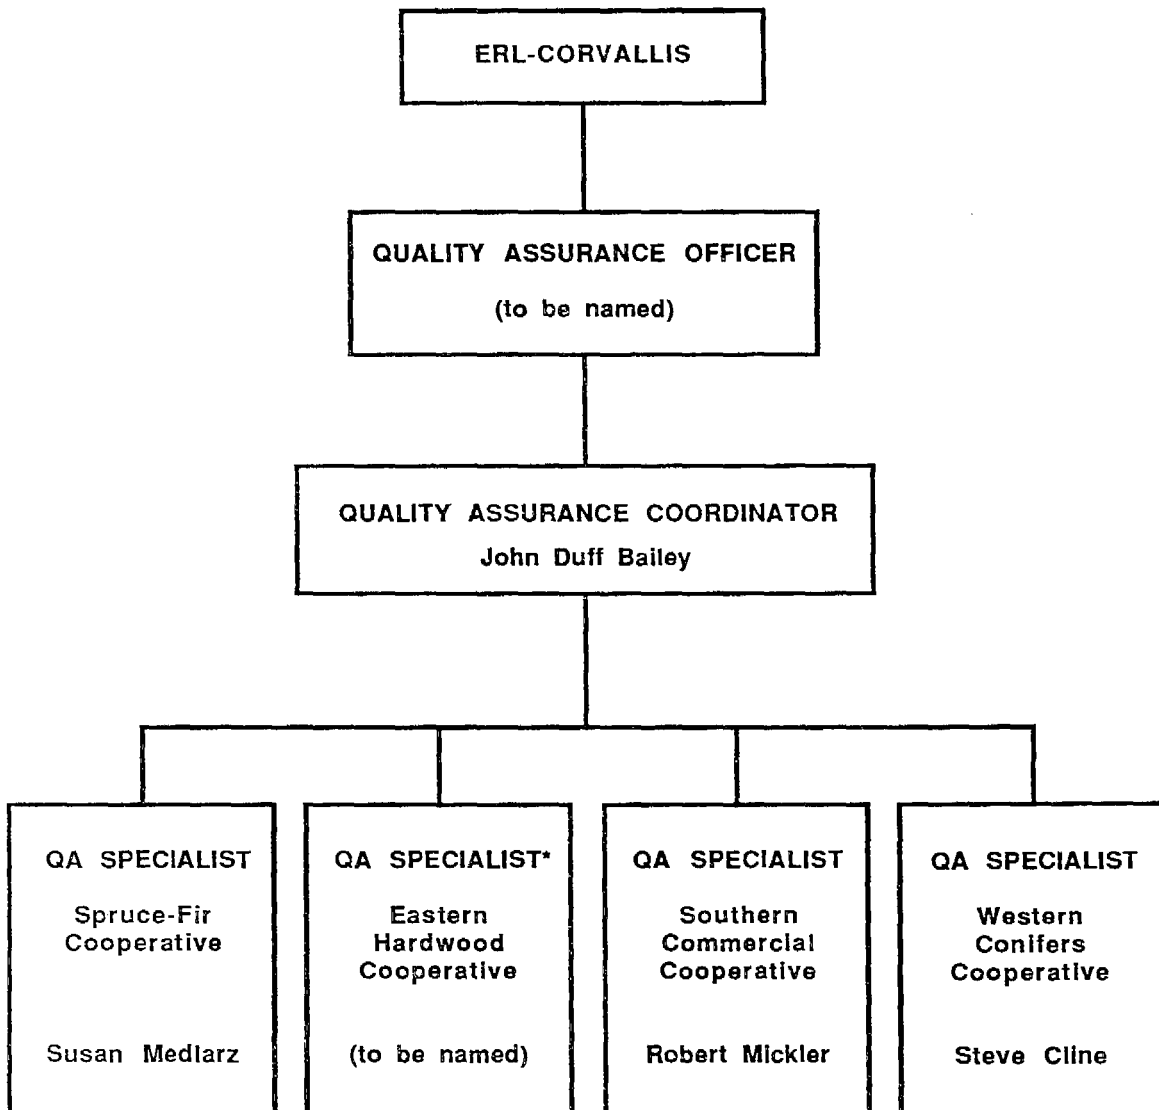 ERL-CORVALLIS
QUALITY ASSURANCE OFFICER
(to be named)
QUALITY ASSURANCE COORDINATOR
John Duff Bailey
QA SPECIALIST
Spruce-Fir
Cooperative
Susan Medlarz
QA SPECIALIST*
Eastern
Hardwood
Cooperative
(to be named)
QA SPECIALIST
Southern
Commercial
Cooperative
Robert Mickler
QA SPECIALIST
Western
Conifers
Cooperative
Steve Cline